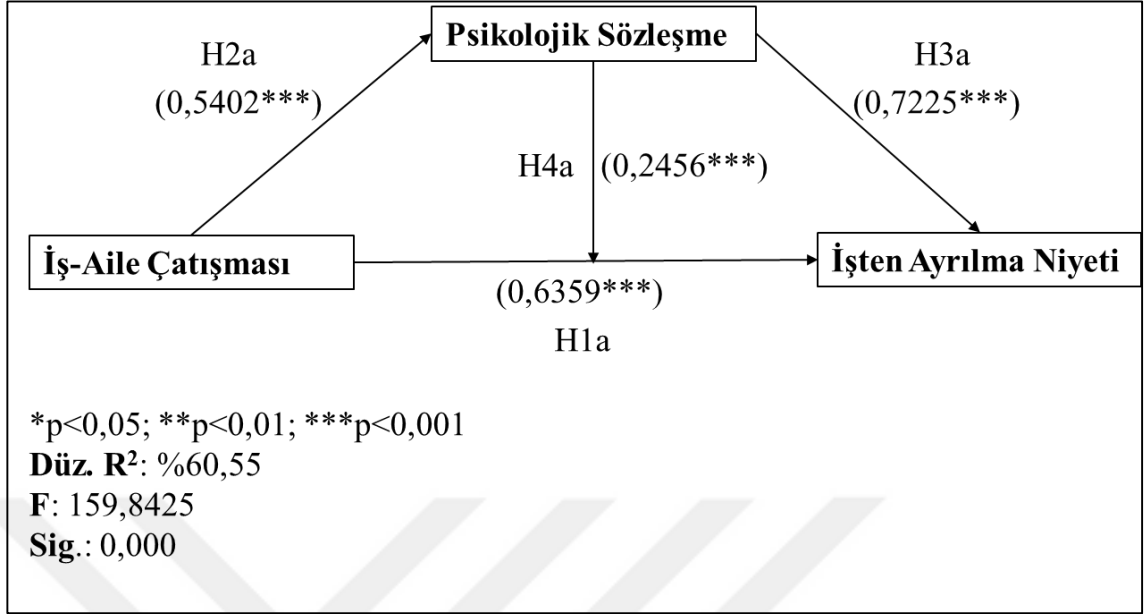 Psikolojik Sözleşme
H2a
(0,5402***)
H3a
(0,7225***)
H4a (0,2456***)
İş-Aile Çatışması
İşten Ayrılma Niyeti
(0,6359***)
H1a
*p<0,05; **p<0,01; ***p<0,001
Düz. R²: %60,55
F: 159,8425
Sig.: 0,000